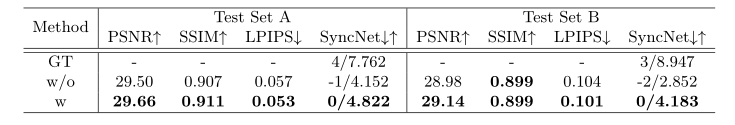 Method Test Set A Test Set B
PSNR↑ SSIM↑ LPIPS↓ SyncNet↓↑ PSNR↑ SSIM↑ LPIPS↓ SyncNet↓↑
GT - - - 4/7.762 - - - 3/8.947
w/o 29.50 0.907 0.057 -1/4.152 28.98 0.899 0.104 -2/2.852
w 29.66 0.911 0.053 0/4.822 29.14 0.899 0.101 0/4.183